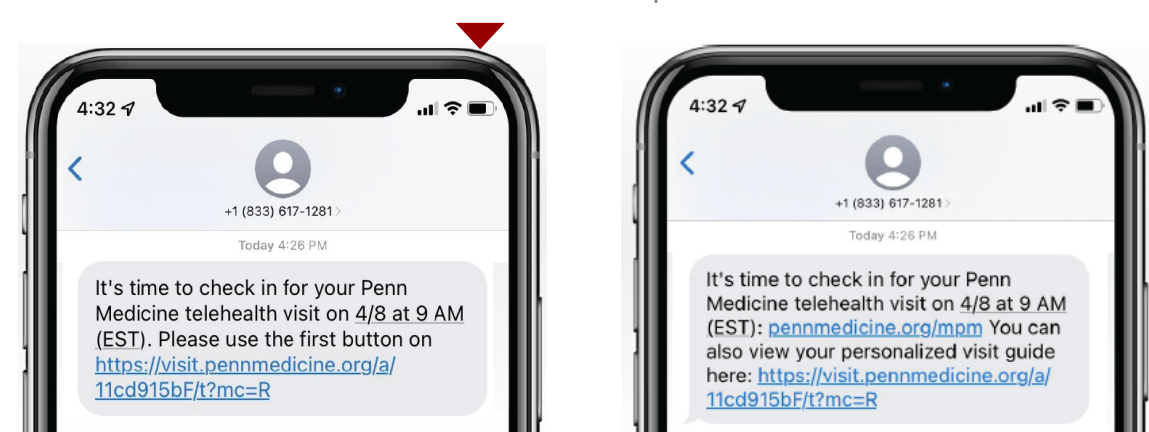 4:32
+1 (833) 617-1281
Today 4:26 PM
It's time to check in for your Penn
Medicine telehealth visit on 4/8 at 9 AM
(EST). Please use the first button on
https://visit.pennmedicine.org/a/
11cd915bF/t?mc=R
4:32
+1 (833) 617-1281
Today 4:26 PM
It's time to check in for your Penn
Medicine telehealth visit on 4/8 at 9 AM
(EST): pennmedicine.org/mpm You can
also view your personalized visit guide
here: https://visit.pennmedicine.org/a/
11cd915bF/t?mc=R